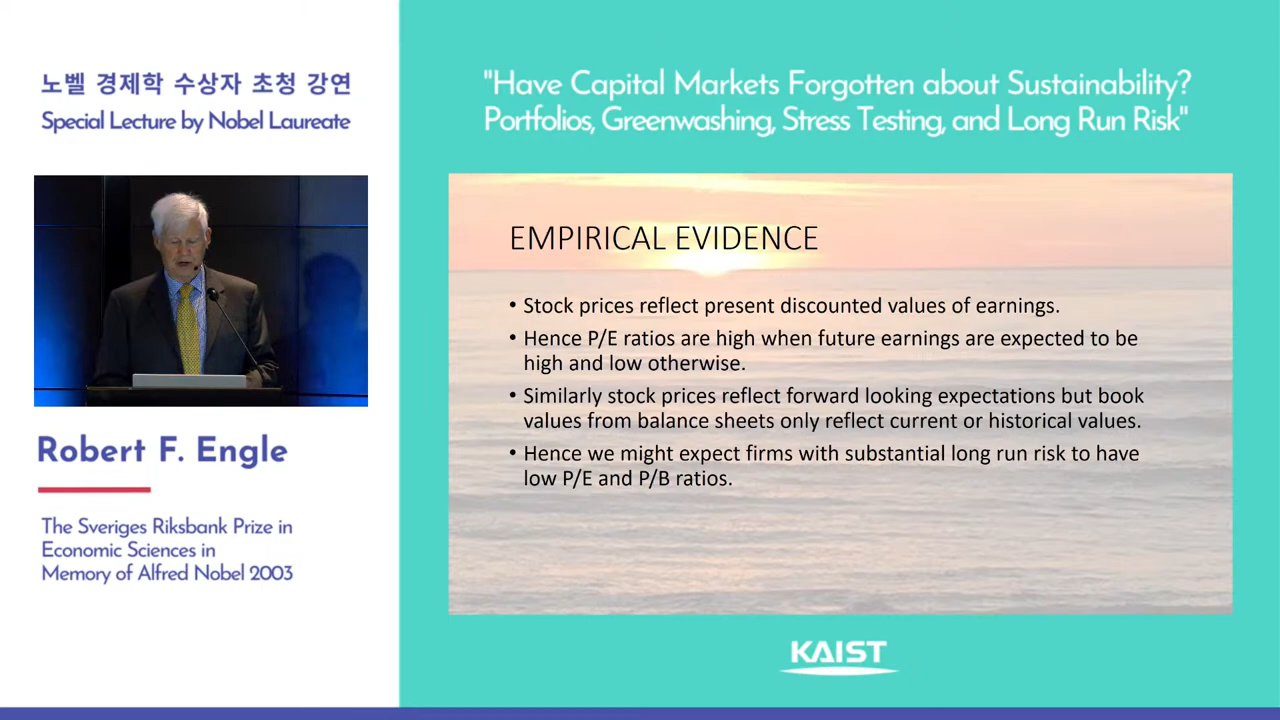 노벨 경제학 수상자 초청 강연
Special Lecture by Nobel Laureate
Robert F. Engle
The Sveriges Riksbank Prize in
Economic Sciences in
Memory of Alfred Nobel 2003
"Have Capital Markets Forgotten about Sustainability?
Portfolios, Greenwashing, Stress Testing, and Long Run Risk"
EMPIRICAL EVIDENCE
• Stock prices reflect present discounted values of earnings.
• Hence P/E ratios are high when future earnings are expected to be
high and low otherwise.
• Similarly stock prices reflect forward looking expectations but book
values from balance sheets only reflect current or historical values.
• Hence we might expect firms with substantial long run risk to have
low P/E and P/B ratios.
KAIST